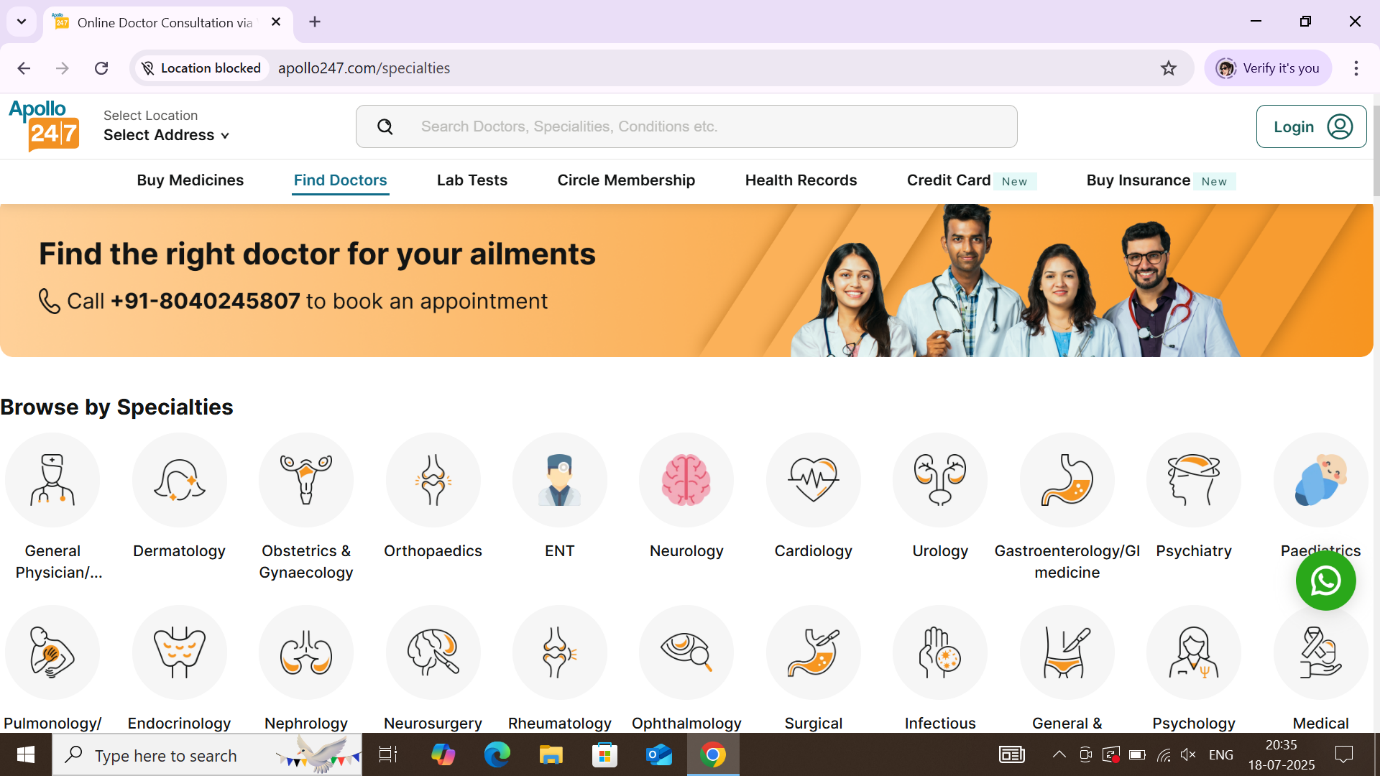 Apollo 24|7
Online Doctor Consultation via
Location blocked
apollo247.com/specialties
Verify it's you
Apollo
24|7
Select Location
Select Address
Search Doctors, Specialities, Conditions etc.
Login
Buy Medicines
Find Doctors
Lab Tests
Circle Membership
Health Records
Credit Card New
Buy Insurance New
Find the right doctor for your ailments
Call +91-8040245807 to book an appointment
Browse by Specialties
General
Physician/...
Dermatology
Obstetrics &
Gynaecology
Orthopaedics
ENT
Neurology
Cardiology
Urology
Gastroenterology/GI
medicine
Psychiatry
Paediatrics
Pulmonology/
Endocrinology
Nephrology
Neurosurgery
Rheumatology
Ophthalmology
Surgical
Infectious
General &
Psychology
Medical
Type here to search
ENG
20:35
18-07-2025